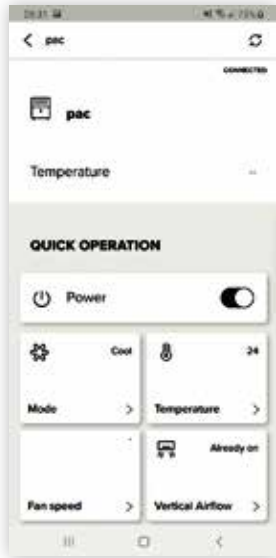 pac
CONNECTED
pac
Temperature --
QUICK OPERATION
Power
Cool 24
Mode > Temperature >
Already on
Fan speed > Vertical Airflow >